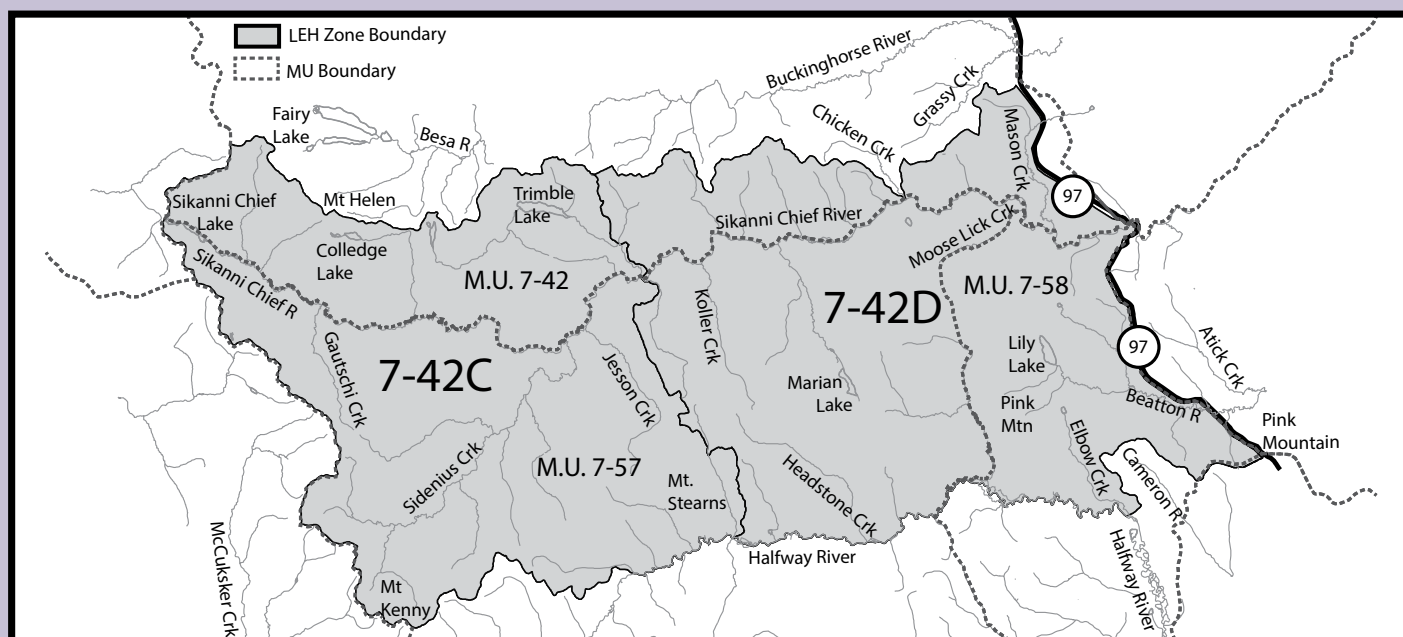 LEH Zone Boundary
MU Boundary
Buckinghorse River
Grassy Crk
Fairy
Lake
Besa R
Chicken Crk
Mason Crk
97
Sikanni Chief
Lake
Mt Helen
Trimble
Lake
Sikanni Chief River
Moose Lick Crk
Colledge
Lake
Sikanni Chief R
M.U. 7-42
M.U. 7-58
7-42D
Koller Crk
Gautschi Crk
7-42C
Jesson Crk
Lily
Lake
97
Atick Crk
Marian
Lake
Pink
Mtn
Beatton R
Pink
Mountain
Elbow Crk
Cameron R
Sidenius Crk
M.U. 7-57
Mt.
Stearns
Headstone Crk
Halfway River
Halfway River
McCuksker Crk
Mt
Kenny